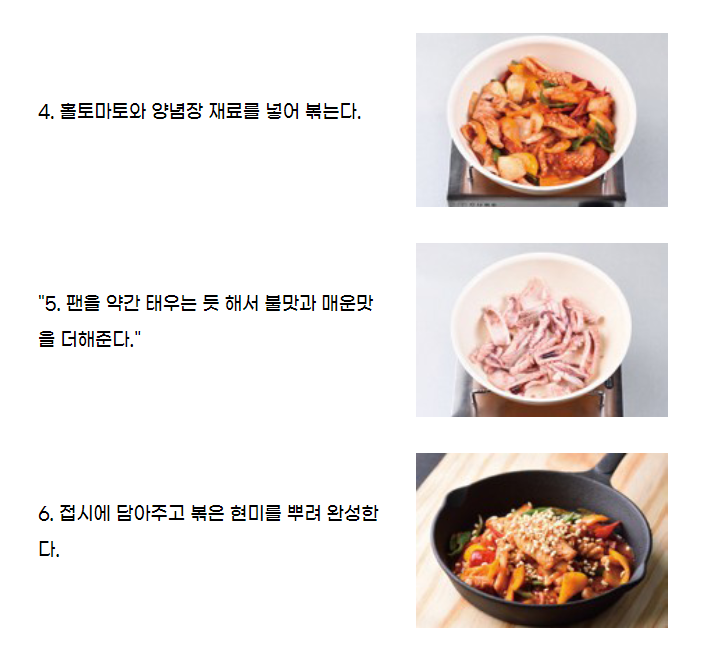 4. 홀토마토와 양념장 재료를 넣어 볶는다.
"5. 팬을 약간 태우는 듯 해서 불맛과 매운맛
을 더해준다."
6. 접시에 담아주고 볶은 현미를 뿌려 완성한
다.